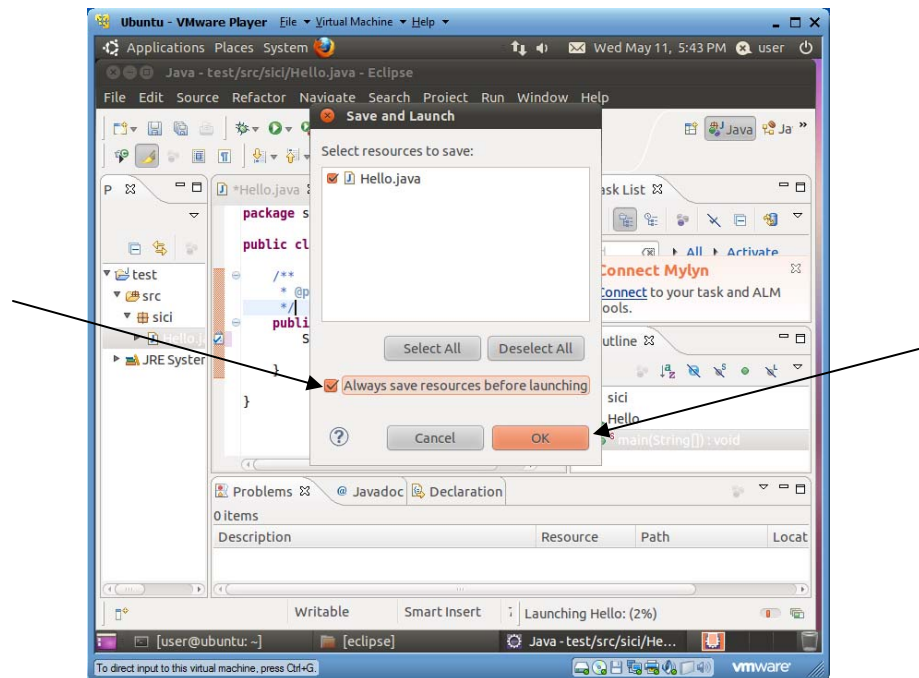 Ubuntu - VMware Player File Virtual Machine Help
Applications Places System Wed May 11, 5:43 PM user
Java - test/src/sici/Hello.java - Eclipse
File Edit Source Refactor Navigate Search Project Run Window Help
Save and Launch
Java Ja
Select resources to save:
Hello.java
P *Hello.java ask List
package s
public cl
All Activate
test
/**
* @p
*/
src
sici
publi
S
Hello.j
JRE Syster
}
}
Connect Mylyn
Connect to your task and ALM
ools.
Select All Deselect All
utline
Always save resources before launching
sici
Hello
main(String[]) : void
Cancel OK
Problems @ Javadoc Declaration
0 items
Description Resource Path Locat
Writable Smart Insert 7 Launching Hello: (2%)
[user@ubuntu: ~] [eclipse] Java - test/src/sici/He...
To direct input to this virtual machine, press Ctrl+G. vmware